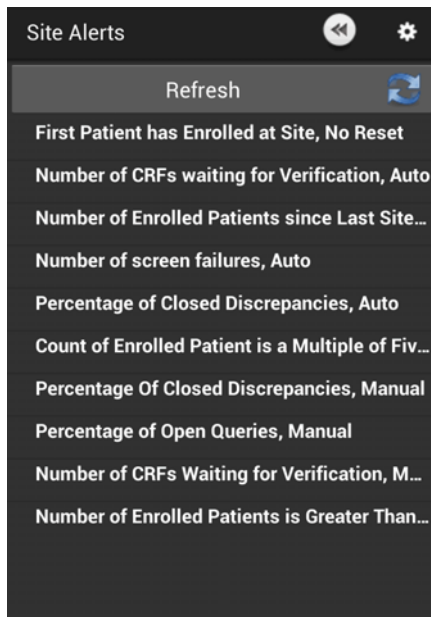 Site Alerts
Refresh
First Patient has Enrolled at Site, No Reset
Number of CRFs waiting for Verification, Auto
Number of Enrolled Patients since Last Site...
Number of screen failures, Auto
Percentage of Closed Discrepancies, Auto
Count of Enrolled Patient is a Multiple of Fiv...
Percentage Of Closed Discrepancies, Manual
Percentage of Open Queries, Manual
Number of CRFs Waiting for Verification, M...
Number of Enrolled Patients is Greater Than...